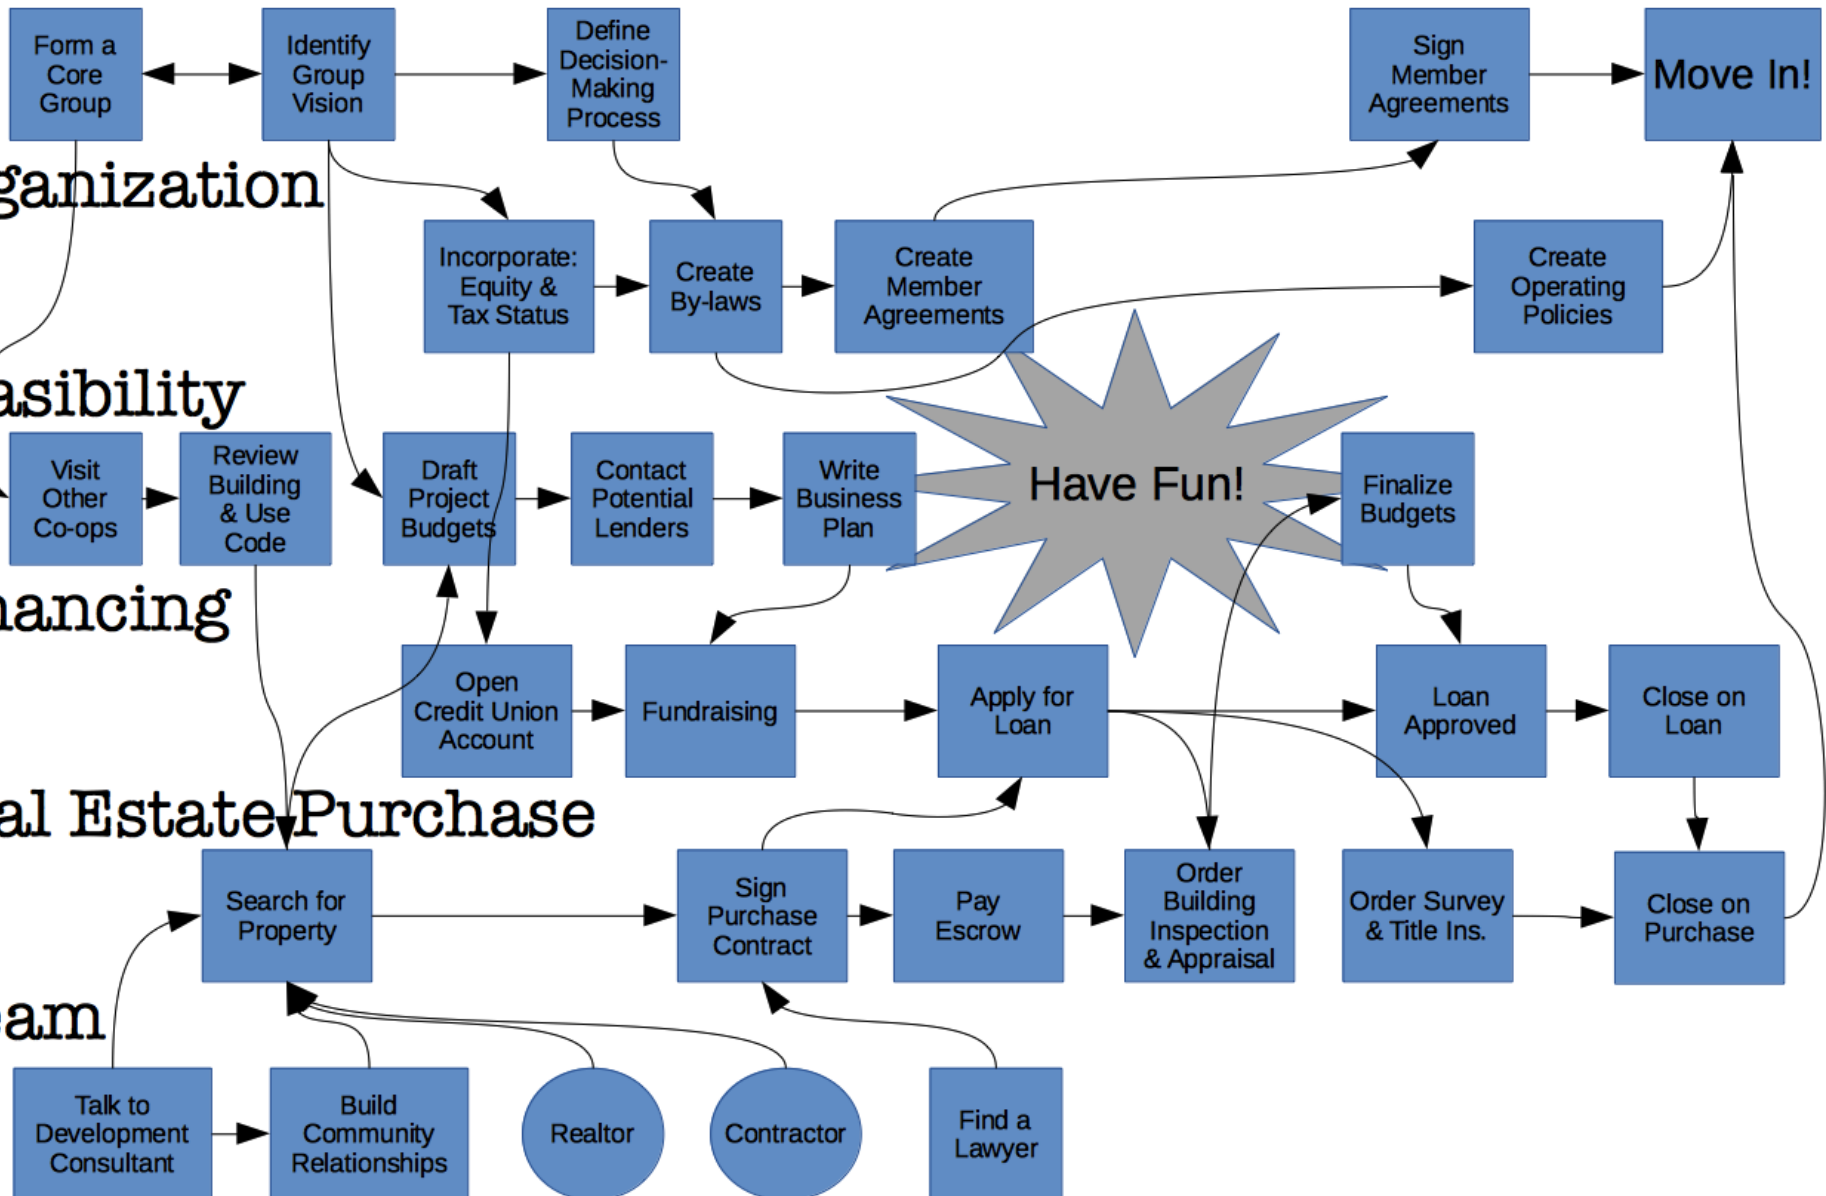 Form a
Core
Group
Identify
Group
Vision
Define
Decision-
Making
Process
Sign
Member
Agreements
Move In!
ganization
Incorporate:
Equity &
Tax Status
Create
By-laws
Create
Member
Agreements
Create
Operating
Policies
asibility
Visit
Other
Co-ops
Review
Building
& Use
Code
Draft
Project
Budgets
Contact
Potential
Lenders
Write
Business
Plan
Have Fun!
Finalize
Budgets
nancing
Open
Credit Union
Account
Fundraising
Apply for
Loan
Loan
Approved
Close on
Loan
al Estate Purchase
Search for
Property
Sign
Purchase
Contract
Pay
Escrow
Order
Building
Inspection
& Appraisal
Order Survey
& Title Ins.
Close on
Purchase
eam
Talk to
Development
Consultant
Build
Community
Relationships
Realtor
Contractor
Find a
Lawyer